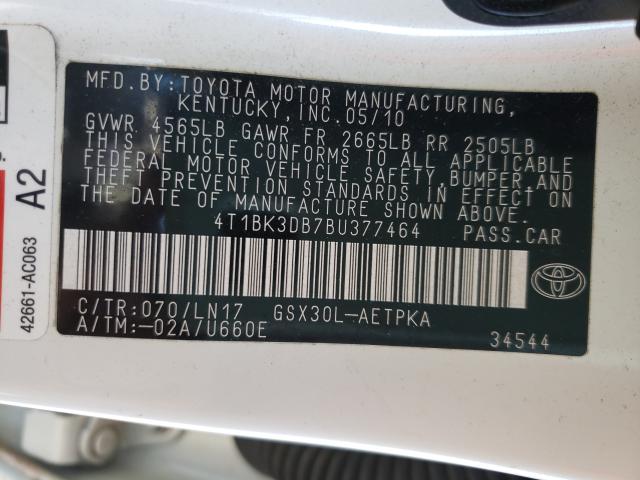 MFD.BY:TOYOTA MOTOR MANUFACTURING,
KENTUCKY,INC.05/10
GVWR 4565LB GAWR FR 2665LB RR 2505LB
THIS VEHICLE CONFORMS TO ALL APPLICABLE
FEDERAL MOTOR VEHICLE SAFETY,BUMPER,AND
THEFT PREVENTION STANDARDS IN EFFECT ON
THE DATE OF MANUFACTURE SHOWN ABOVE.
4T1BK3DB7BU377464 PASS.CAR
C/TR:070/LN17 GSX30L-AETPKA
A/TM:-02A/U660E
34544
TOYOTA
A2
42661-AC063